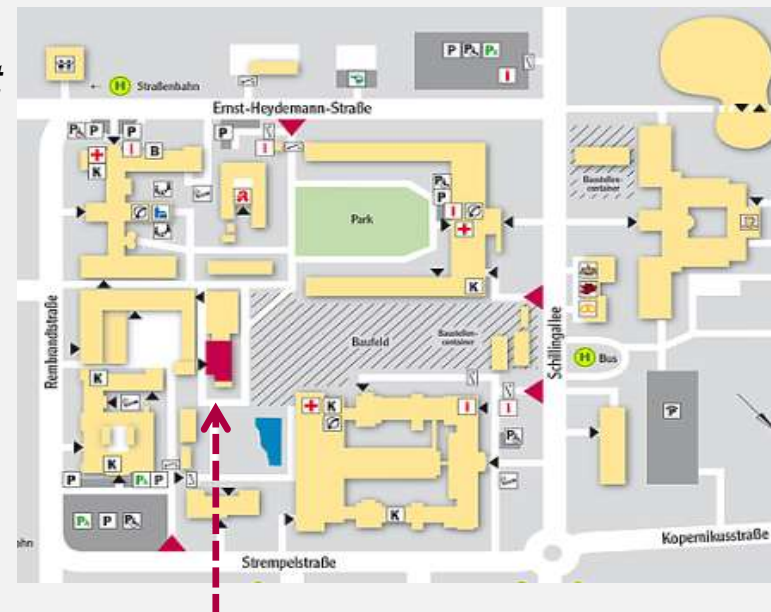 H Straßenbahn
Ernst-Heydemann-Straße
P
P
P
P
I
I
B
K
I
P
I
Park
K
Rembrandtstraße
Baufeld
Baustellen-
container
Baustellen-
container
Schillingallee
H Bus
K
K
I
I
K
P
P
P
K
Strempelstraße
Kopernikusstraße